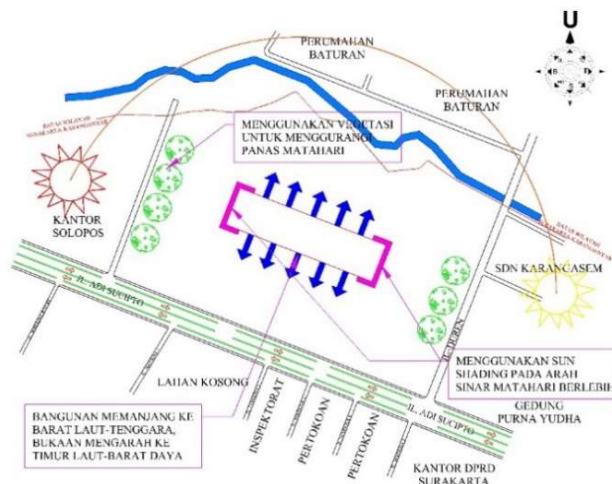 U
PERUMAHAN
BATURAN
PERUMAHAN
BATURAN
MENGGUNAKAN VEGETASI
UNTUK MENGGURANGI
PANAS MATAHARI
KANTOR
SOLOPOS
SDN KARANGASEM
JL. ADI SUCIPTO
JL. DUREN
LAHAN KOSONG
MENGGUNAKAN SUN
SHADING PADA ARAH
SINAR MATAHARI BERLEBIH
BANGUNAN MEMANJANG KE
BARAT LAUT-TENGGARA,
BUKAAN MENGARAH KE
TIMUR LAUT-BARAT DAYA
INSPEKTORAT
PERTOKOAN
PERTOKOAN
JL. ADI SUCIPTO
GEDUNG
PURNA YUDHA
KANTOR DPRD
SURAKARTA